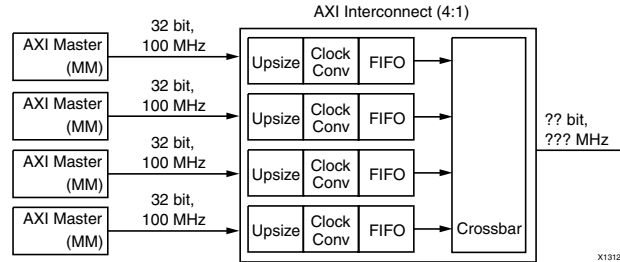 AXI Interconnect (4:1)
32 bit,
100 MHz
AXI Master
(MM)
Upsize
Clock
Conv
FIFO
32 bit,
100 MHz
AXI Master
(MM)
Upsize
Clock
Conv
FIFO
?? bit,
??? MHz
32 bit,
100 MHz
AXI Master
(MM)
Upsize
Clock
Conv
FIFO
32 bit,
100 MHz
AXI Master
(MM)
Upsize
Clock
Conv
FIFO
Crossbar
X1312